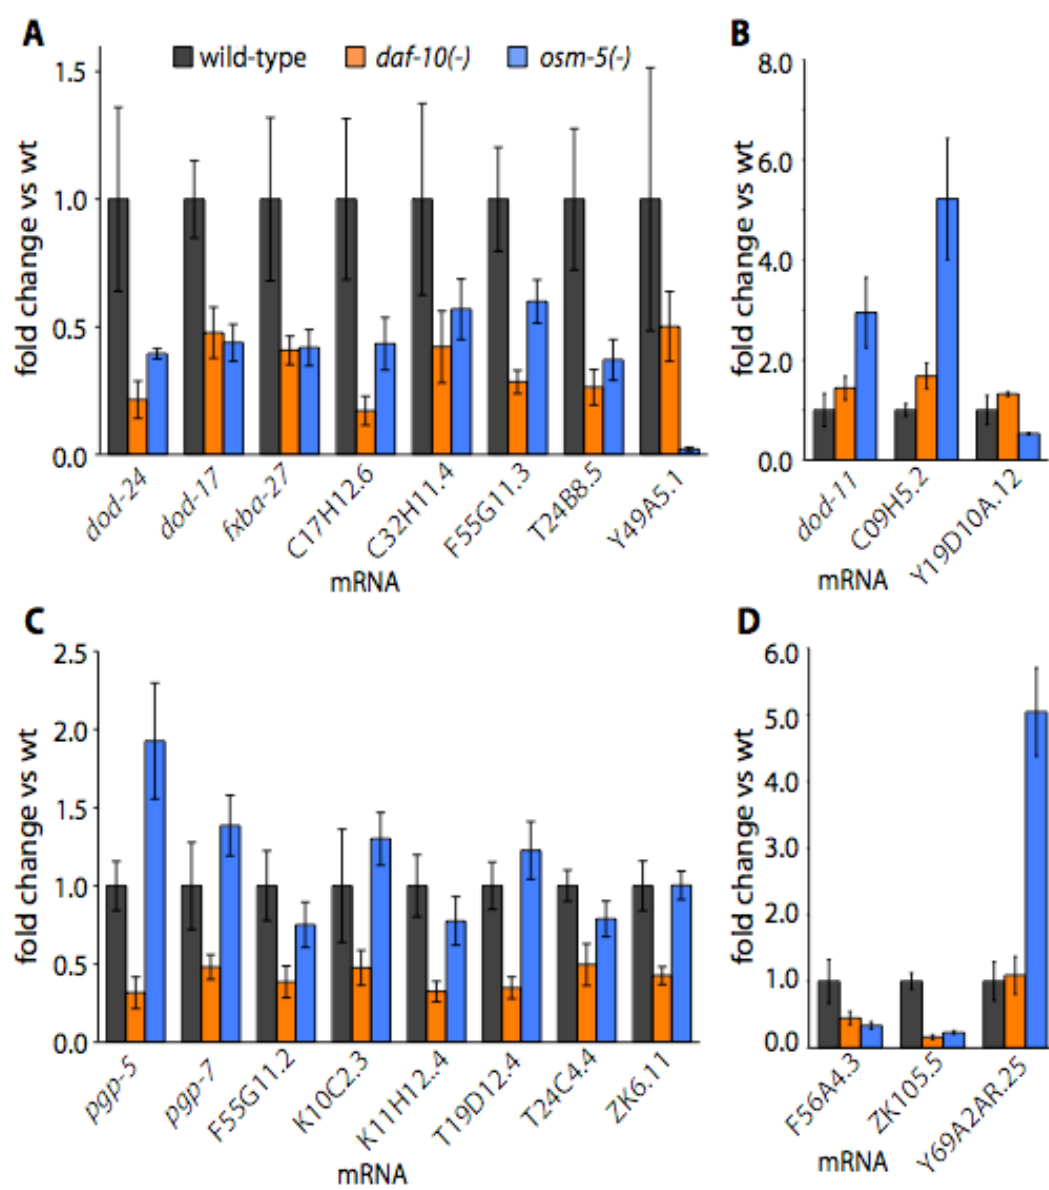 A
wild-type daf-10(-) osm-5(-)
fold change vs wt
1.5
1.0
0.5
0.0
dod-24 dod-17 fxba-27 C17H12.6 C32H11.4 F55G11.3 T24B8.5 Y49A5.1
mRNA
B
fold change vs wt
8.0
6.0
4.0
2.0
0.0
dod-11 C09H5.2 Y19D10A.12
mRNA
C
fold change vs wt
2.5
2.0
1.5
1.0
0.5
0.0
pgp-5 pgp-7 F55G11.2 K10C2.3 K11H12.4 T19D12.4 T24C4.4 ZK6.11
mRNA
D
fold change vs wt
6.0
5.0
4.0
3.0
2.0
1.0
0.0
F56A4.3 ZK105.5 Y69A2AR.25
mRNA